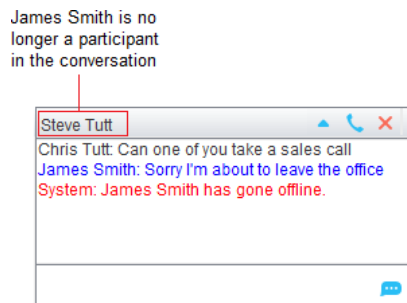 James Smith is no
longer a participant
in the conversation
Steve Tutt
Chris Tutt: Can one of you take a sales call
James Smith: Sorry I'm about to leave the office
System: James Smith has gone offline.